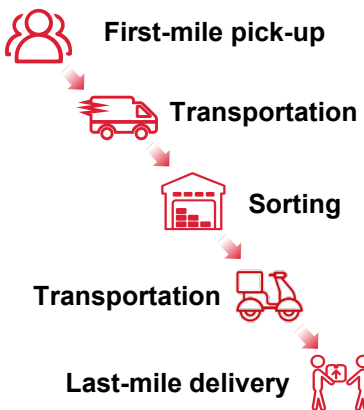 First-mile pick-up
Transportation
Sorting
Transportation
Last-mile delivery